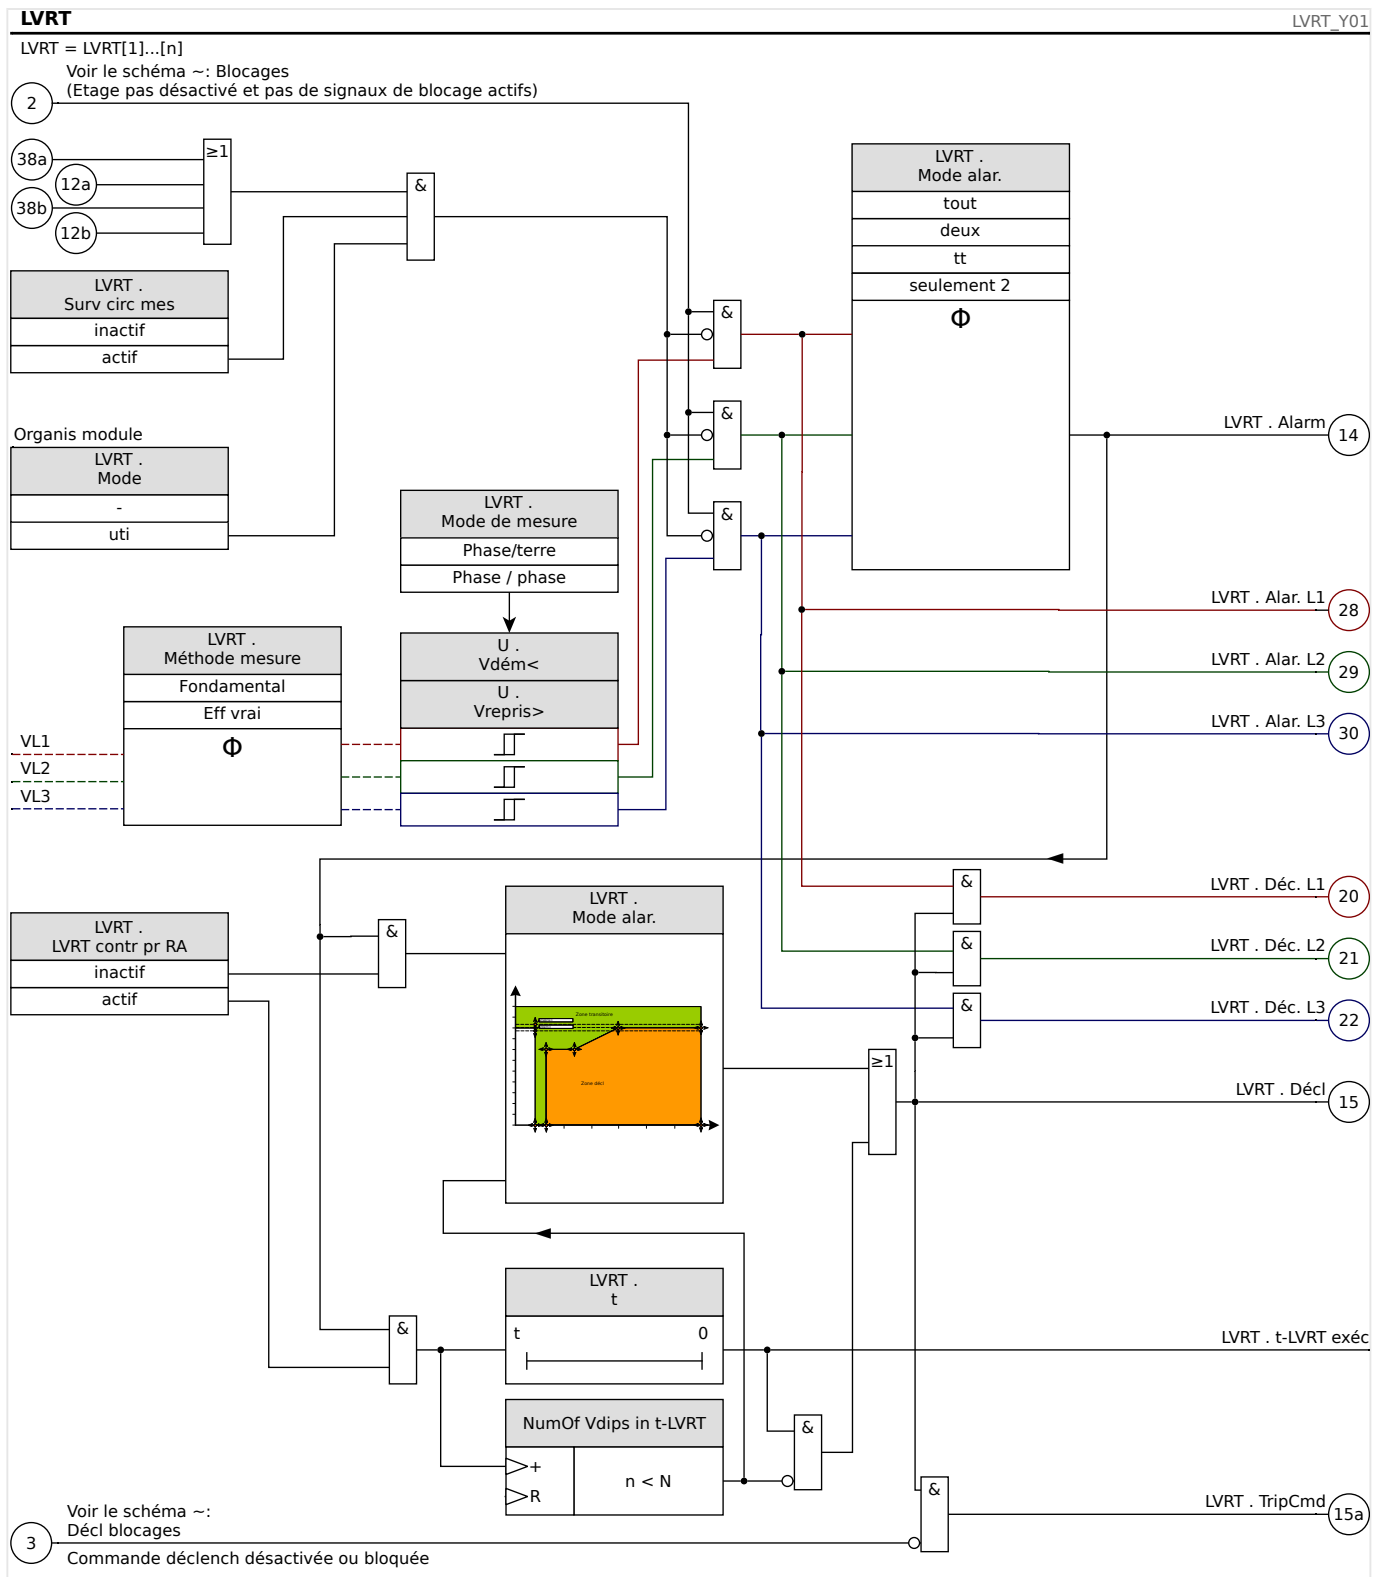 LVRT
LVRT_Y01
LVRT = LVRT[1]...[n]
Voir le schéma ~: Blocages
(Etage pas désactivé et pas de signaux de blocage actifs)
2
38a
12a
38b
12b
≥1
&
LVRT .
Surv circ mes
inactif
actif
Organis module
LVRT .
Mode
-
uti
LVRT .
Mode alar.
tout
deux
tt
seulement 2
Φ
&
&
&
LVRT . Alarm
14
LVRT .
Mode de mesure
Phase/terre
Phase / phase
LVRT .
Méthode mesure
Fondamental
Eff vrai
Φ
U .
Vdém<
U .
Vrepris>
VL1
VL2
VL3
LVRT . Alar. L1
28
LVRT . Alar. L2
29
LVRT . Alar. L3
30
LVRT .
LVRT contr pr RA
inactif
actif
&
LVRT .
Mode alar.
Zone transitoire
Zone décl
&
LVRT . Déc. L1
20
&
LVRT . Déc. L2
21
&
LVRT . Déc. L3
22
≥1
LVRT . Décl
15
&
LVRT .
t
t 0
LVRT . t-LVRT exéc
NumOf Vdips in t-LVRT
+
R
n < N
&
&
LVRT . TripCmd
15a
Voir le schéma ~:
Décl blocages
3
Commande déclench désactivée ou bloquée